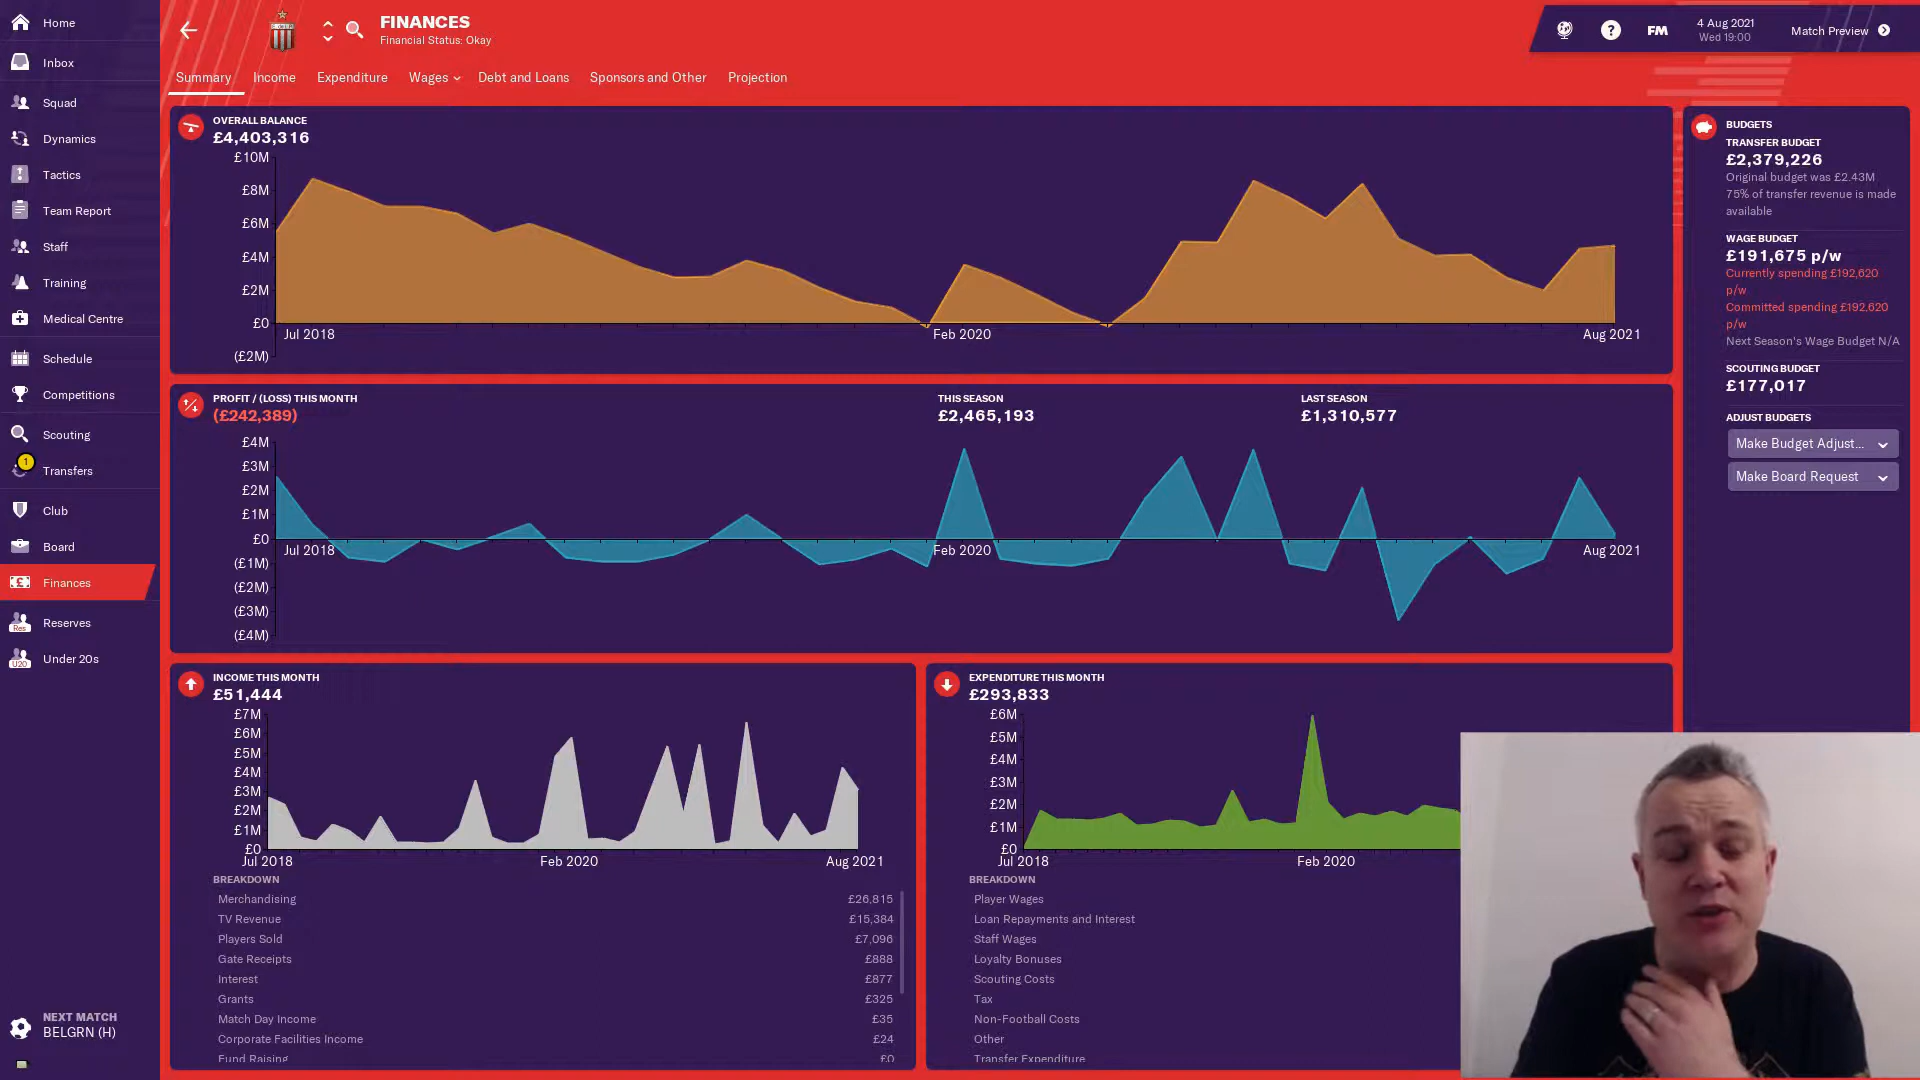 Home
Inbox
Squad
Dynamics
Tactics
Team Report
Staff
Training
Medical Centre
Schedule
Competitions
Scouting
1
Transfers
Club
Board
Finances
Res
Reserves
U20
Under 20s
NEXT MATCH
BELGRN (H)
FINANCES
Financial Status: Okay
FM
4 Aug 2021
Wed 19:00
Match Preview
Summary
Income
Expenditure
Wages
Debt and Loans
Sponsors and Other
Projection
OVERALL BALANCE
£4,403,316
£10M
£8M
£6M
£4M
£2M
£0
(£2M)
Jul 2018
Feb 2020
Aug 2021
PROFIT / (LOSS) THIS MONTH
(£242,389)
THIS SEASON
£2,465,193
LAST SEASON
£1,310,577
£4M
£3M
£2M
£1M
£0
(£1M)
(£2M)
(£3M)
(£4M)
Jul 2018
Feb 2020
Aug 2021
INCOME THIS MONTH
£51,444
£7M
£6M
£5M
£4M
£3M
£2M
£1M
£0
Jul 2018
Feb 2020
Aug 2021
BREAKDOWN
Merchandising £26,815
TV Revenue £15,384
Players Sold £7,096
Gate Receipts £888
Interest £877
Grants £325
Match Day Income £35
Corporate Facilities Income £24
Fund Raising £0
EXPENDITURE THIS MONTH
£293,833
£6M
£5M
£4M
£3M
£2M
£1M
£0
Jul 2018
Feb 2020
BREAKDOWN
Player Wages
Loan Repayments and Interest
Staff Wages
Loyalty Bonuses
Scouting Costs
Tax
Non-Football Costs
Other
Transfer Expenditure
BUDGETS
TRANSFER BUDGET
£2,379,226
Original budget was £2.43M
75% of transfer revenue is made
available
WAGE BUDGET
£191,675 p/w
Currently spending £192,620
p/w
Committed spending £192,620
p/w
Next Season's Wage Budget N/A
SCOUTING BUDGET
£177,017
ADJUST BUDGETS
Make Budget Adjust...
Make Board Request